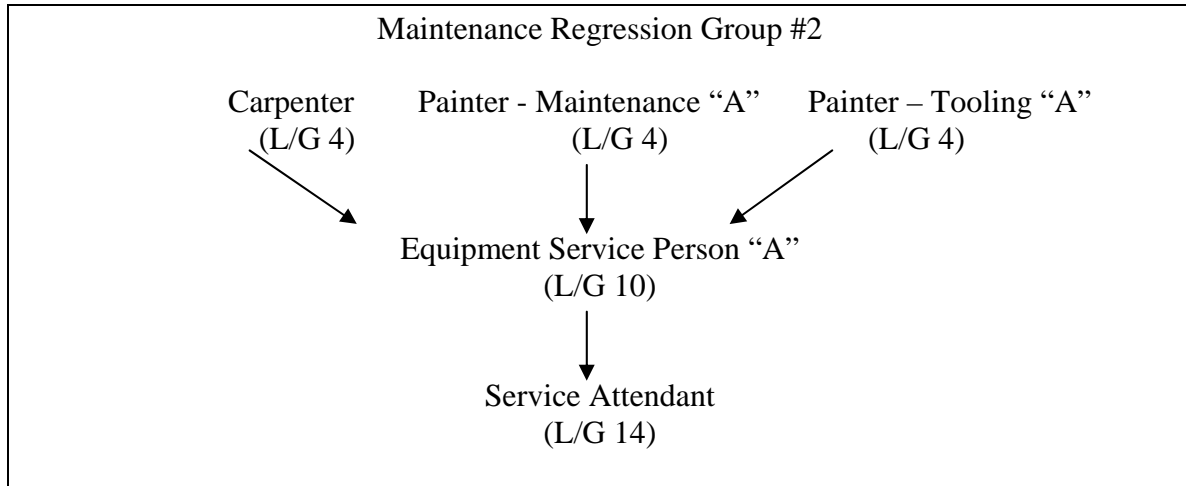 Maintenance Regression Group #2
Carpenter Painter - Maintenance “A” Painter – Tooling “A”
(L/G 4) (L/G 4) (L/G 4)
Equipment Service Person “A”
(L/G 10)
Service Attendant
(L/G 14)